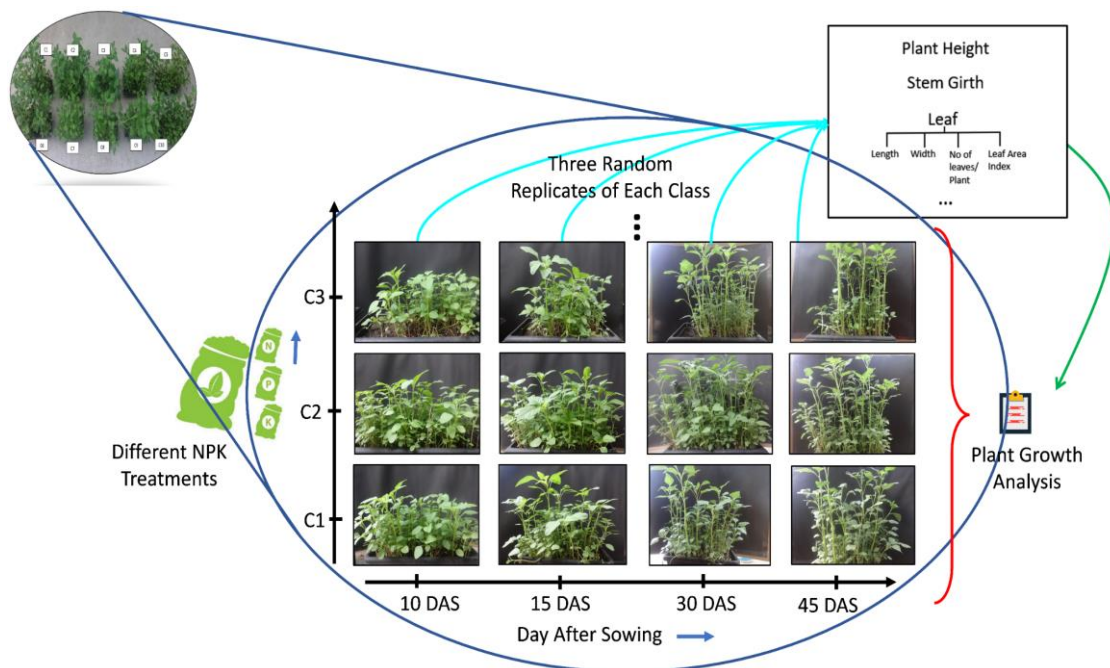 Plant Height
Stem Girth
Leaf
Length
Width
No of
leaves/
Plant
Leaf Area
Index
...
Three Random
Replicates of Each Class
C3
C2
C1
N
P
K
Different NPK
Treatments
Plant Growth
Analysis
10 DAS
15 DAS
30 DAS
45 DAS
Day After Sowing